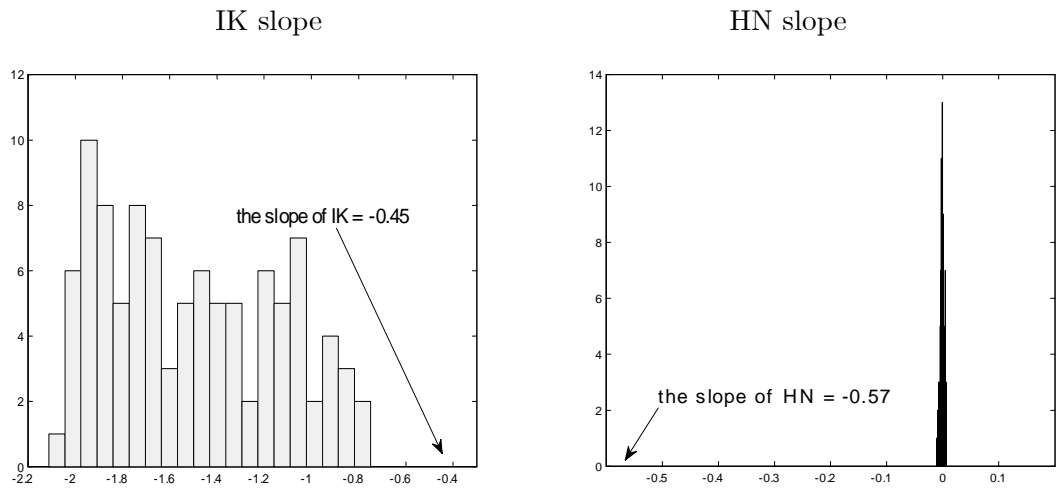 IK slope
HN slope
12
10
8
6
4
2
0
the slope of IK = -0.45
-2.2 -2 -1.8 -1.6 -1.4 -1.2 -1 -0.8 -0.6 -0.4
14
12
10
8
6
4
2
0
the slope of HN = -0.57
-0.5 -0.4 -0.3 -0.2 -0.1 0 0.1